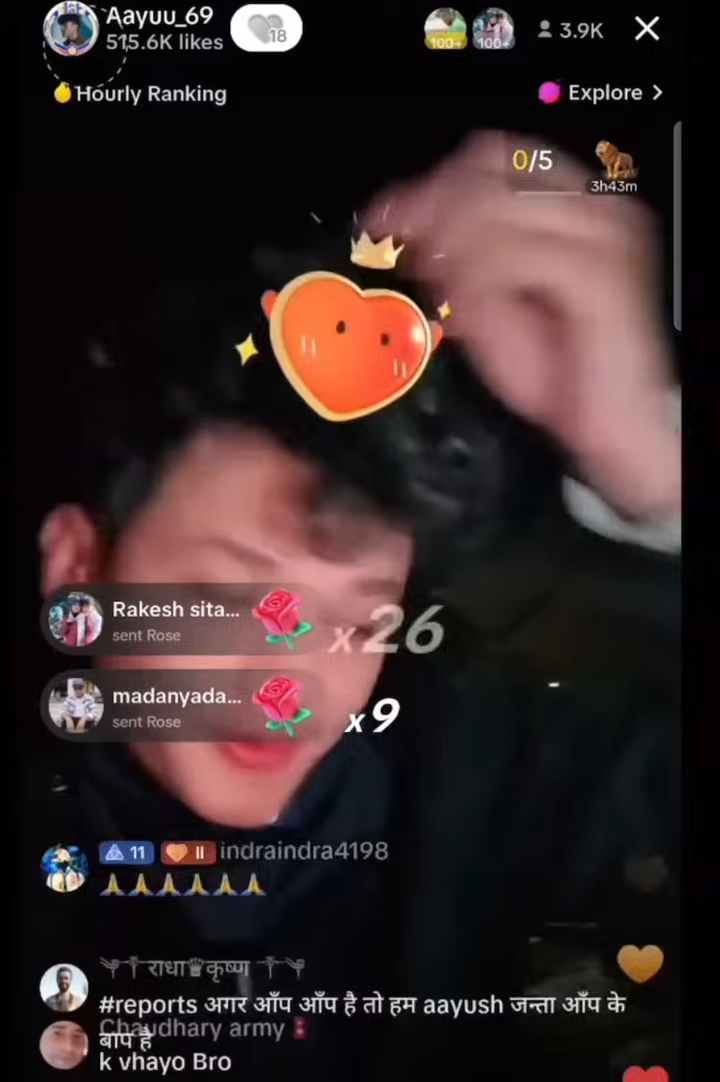 Aayuu_69
515.6K likes
18
100+
100+
3.9K
Hourly Ranking
Explore
0/5
3h43m
Rakesh sita...
sent Rose
x26
madanyada...
sent Rose
x9
11 II indraindra4198
राधा कृष्ण
#reports अगर आँप आँप है तो हम aayush जन्ता आँप के
बाप है
Chaudhary army
k vhayo Bro